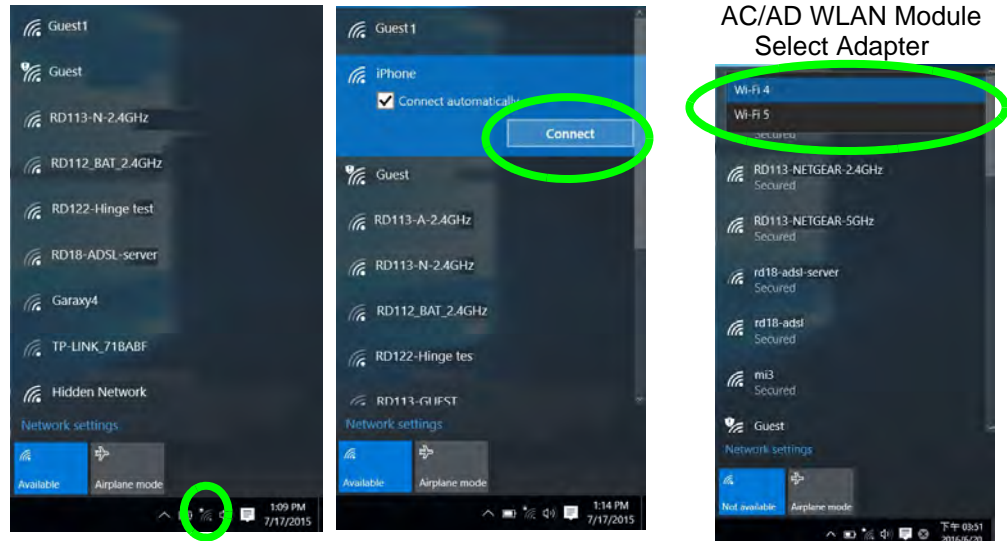 Guest1
Guest
RD113-N-2.4GHz
RD112_BAT_2.4GHz
RD122-Hinge test
RD18-ADSL-server
Garaxy4
TP-LINK_71BABF
Hidden Network
Network settings
Available
Airplane mode
1:09 PM
7/17/2015
Guest1
iPhone
Connect automatically
Connect
Guest
RD113-A-2.4GHz
RD113-N-2.4GHz
RD112_BAT_2.4GHz
RD122-Hinge tes
RD113-GUEST
Network settings
Available
Airplane mode
1:14 PM
7/17/2015
AC/AD WLAN Module
Select Adapter
Wi-Fi 4
Wi-Fi 5
Secured
RD113-NETGEAR-2.4GHz
Secured
RD113-NETGEAR-5GHz
Secured
rd18-adsl-server
Secured
rd18-adsl
Secured
mi3
Secured
Guest
Network settings
Not available
Airplane mode
下午 03:51
2016/6/20